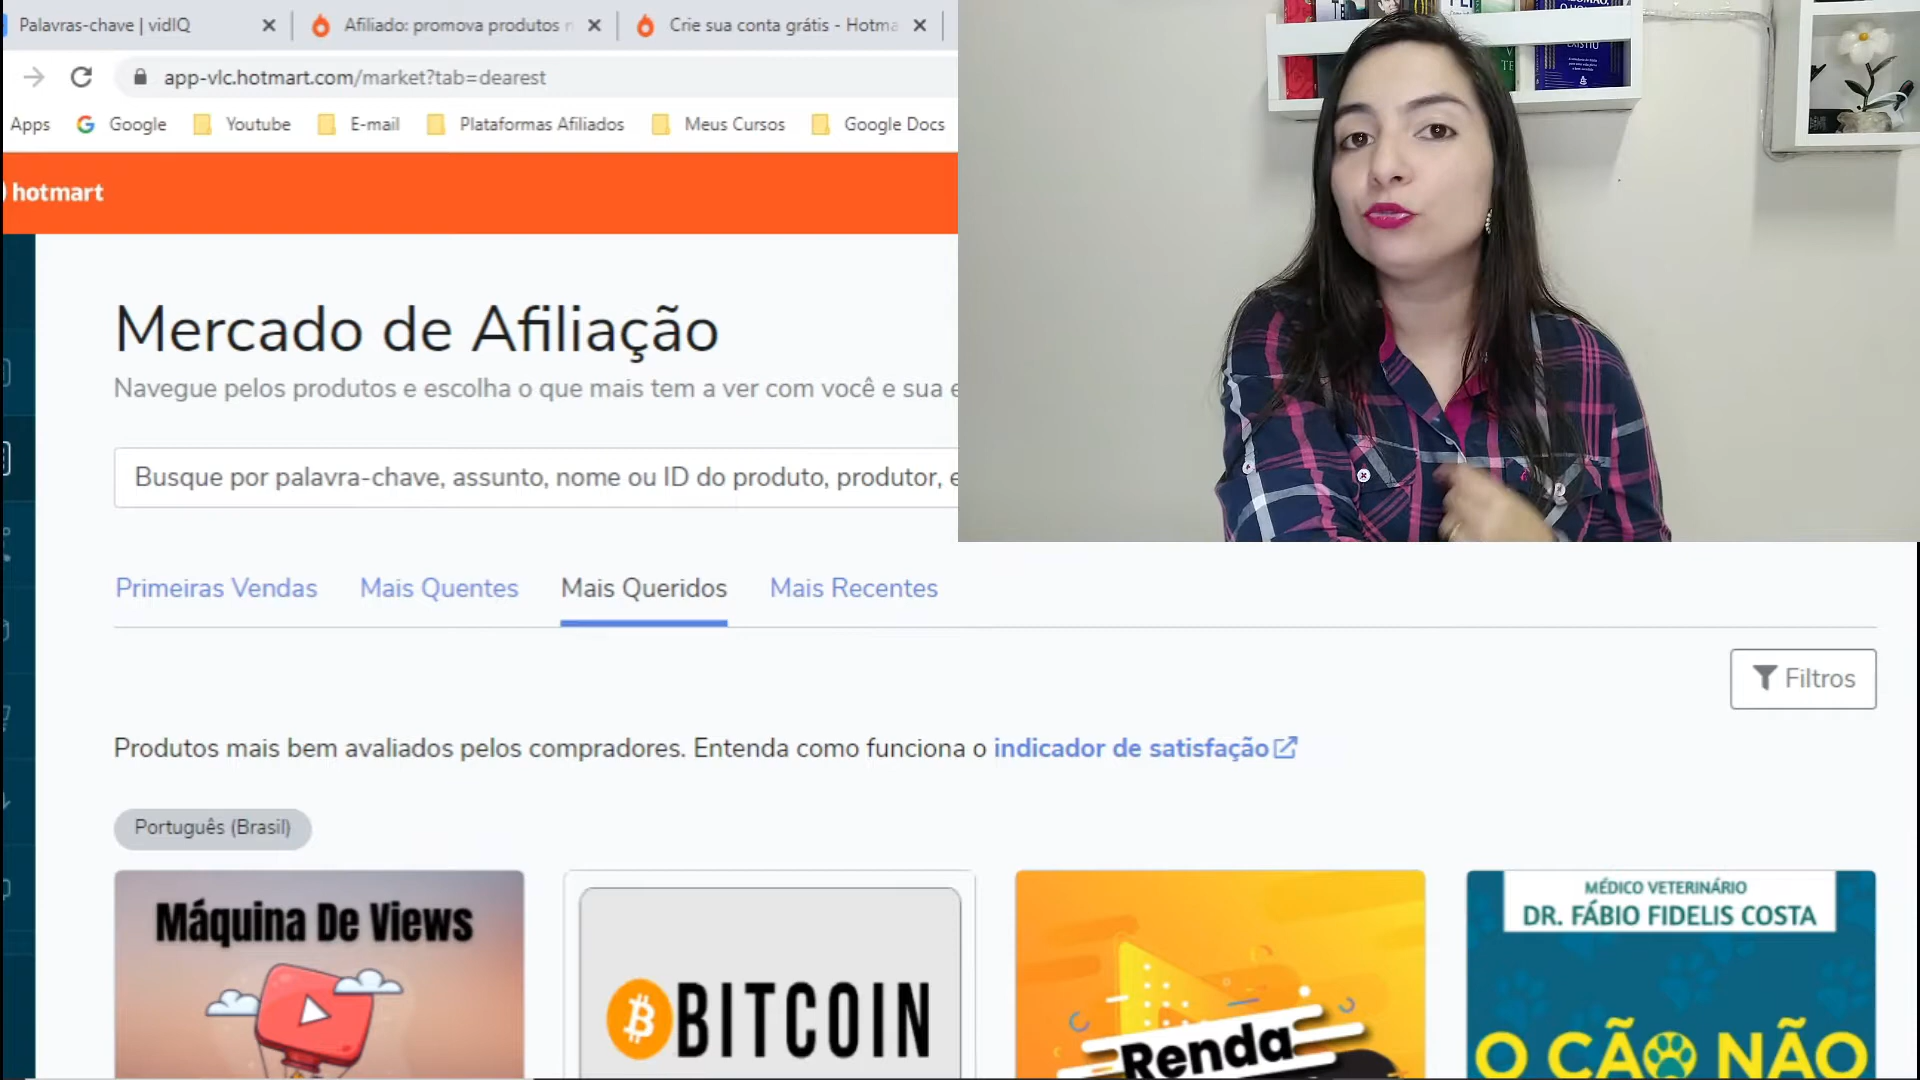 Palavras-chave | vidIQ
Afiliado: promova produtos
Crie sua conta grátis - Hotma
app-vlc.hotmart.com/market?tab=dearest
Apps Google Youtube E-mail Plataformas Afiliados Meus Cursos Google Docs
hotmart
Mercado de Afiliação
Navegue pelos produtos e escolha o que mais tem a ver com você e sua
Busque por palavra-chave, assunto, nome ou ID do produto, produtor,
Primeiras Vendas Mais Quentes Mais Queridos Mais Recentes
Filtros
Produtos mais bem avaliados pelos compradores. Entenda como funciona o indicador de satisfação
Português (Brasil)
Máquina De Views
BITCOIN
Renda
MÉDICO VETERINÁRIO
DR. FÁBIO FIDELIS COSTA
O CÃO NÃO